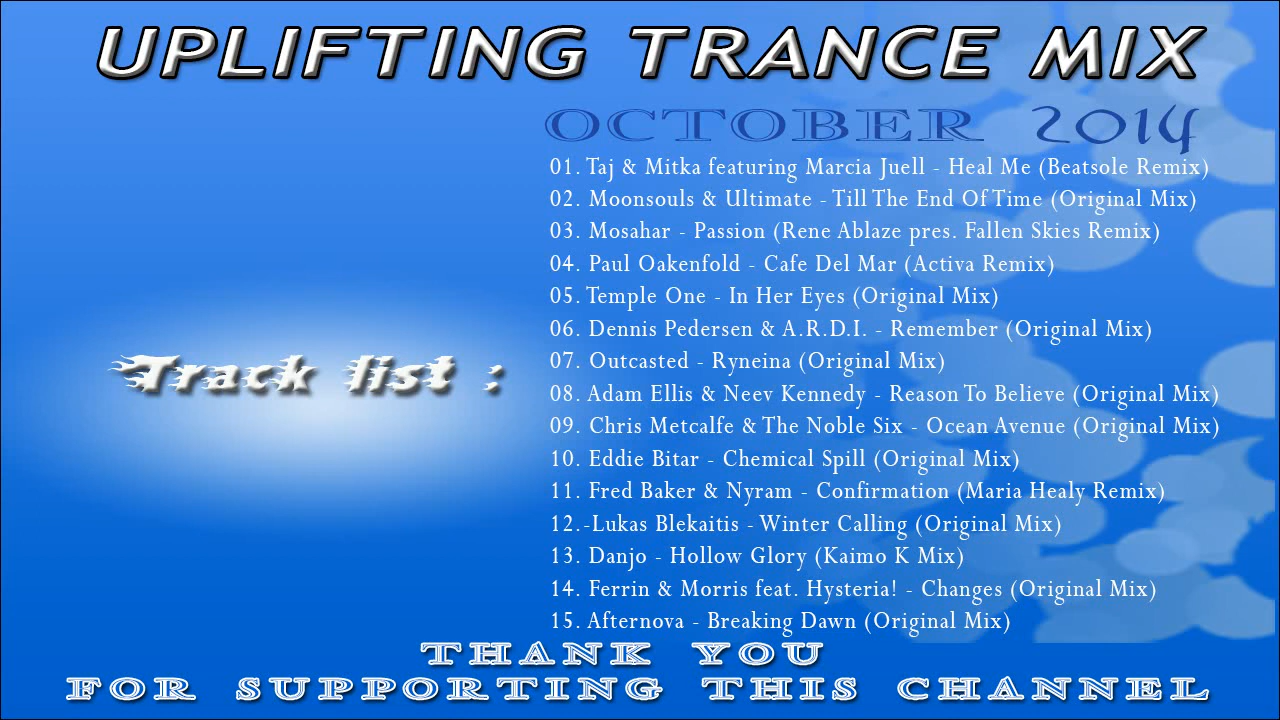 UPLIFTING TRANCE MIX
OCTOBER 2014
01. Taj & Mitka featuring Marcia Juell - Heal Me (Beatsole Remix)
02. Moonsouls & Ultimate - Till The End Of Time (Original Mix)
03. Mosahar - Passion (Rene Ablaze pres. Fallen Skies Remix)
04. Paul Oakenfold - Cafe Del Mar (Activa Remix)
05. Temple One - In Her Eyes (Original Mix)
06. Dennis Pedersen & A.R.D.I. - Remember (Original Mix)
Track list :
07. Outcasted - Ryneina (Original Mix)
08. Adam Ellis & Neev Kennedy - Reason To Believe (Original Mix)
09. Chris Metcalfe & The Noble Six - Ocean Avenue (Original Mix)
10. Eddie Bitar - Chemical Spill (Original Mix)
11. Fred Baker & Nyram - Confirmation (Maria Healy Remix)
12.-Lukas Blekaitis - Winter Calling (Original Mix)
13. Danjo - Hollow Glory (Kaimo K Mix)
14. Ferrin & Morris feat. Hysteria! - Changes (Original Mix)
15. Afternova - Breaking Dawn (Original Mix)
THANK YOU
FOR SUPPORTING THIS CHANNEL